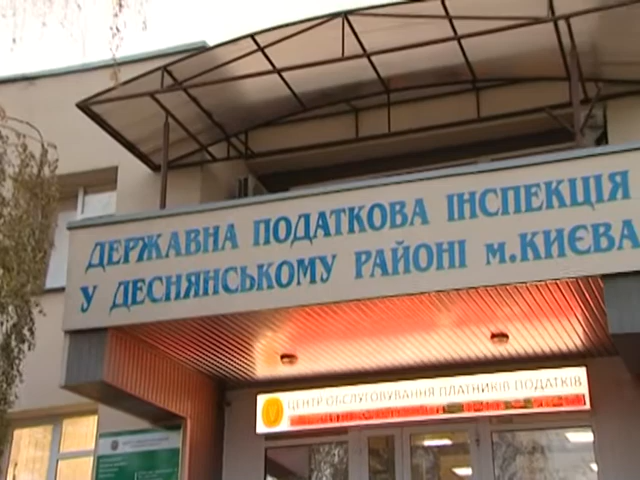 ДЕРЖАВНА ПОДАТКОВА ІНСПЕКЦІЯ
У ДЕСНЯНСЬКОМУ РАЙОНІ м.КИЄВА
ЦЕНТР ОБСЛУГОВУВАННЯ ПЛАТНИКІВ ПОДАТКІВ